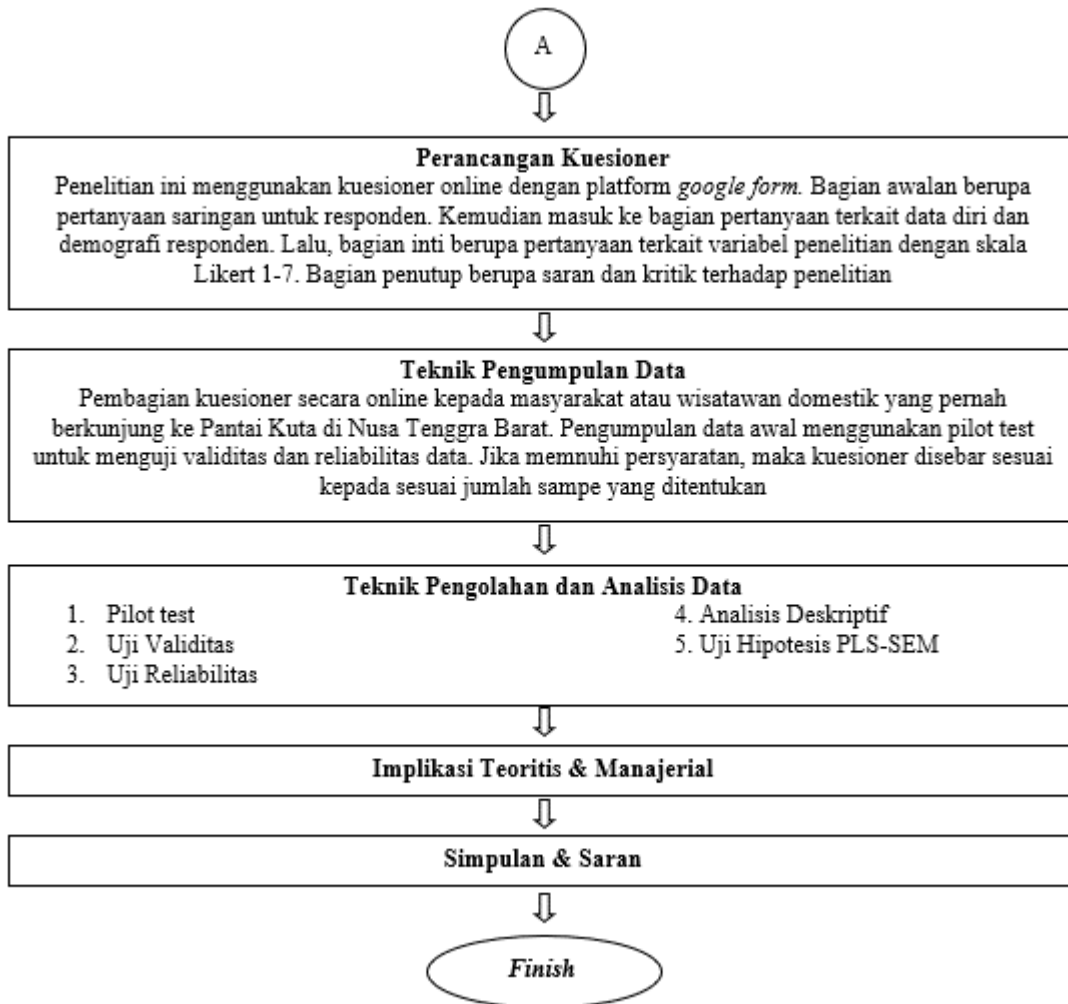 A
Perancangan Kuesioner
Penelitian ini menggunakan kuesioner online dengan platform google form. Bagian awalan berupa
pertanyaan saringan untuk responden. Kemudian masuk ke bagian pertanyaan terkait data diri dan
demografi responden. Lalu, bagian inti berupa pertanyaan terkait variabel penelitian dengan skala
Likert 1-7. Bagian penutup berupa saran dan kritik terhadap penelitian
Teknik Pengumpulan Data
Pembagian kuesioner secara online kepada masyarakat atau wisatawan domestik yang pernah
berkunjung ke Pantai Kuta di Nusa Tenggra Barat. Pengumpulan data awal menggunakan pilot test
untuk menguji validitas dan reliabilitas data. Jika memnuhi persyaratan, maka kuesioner disebar sesuai
kepada sesuai jumlah sampe yang ditentukan
Teknik Pengolahan dan Analisis Data
1. Pilot test
2. Uji Validitas
3. Uji Reliabilitas
4. Analisis Deskriptif
5. Uji Hipotesis PLS-SEM
Implikasi Teoritis & Manajerial
Simpulan & Saran
Finish